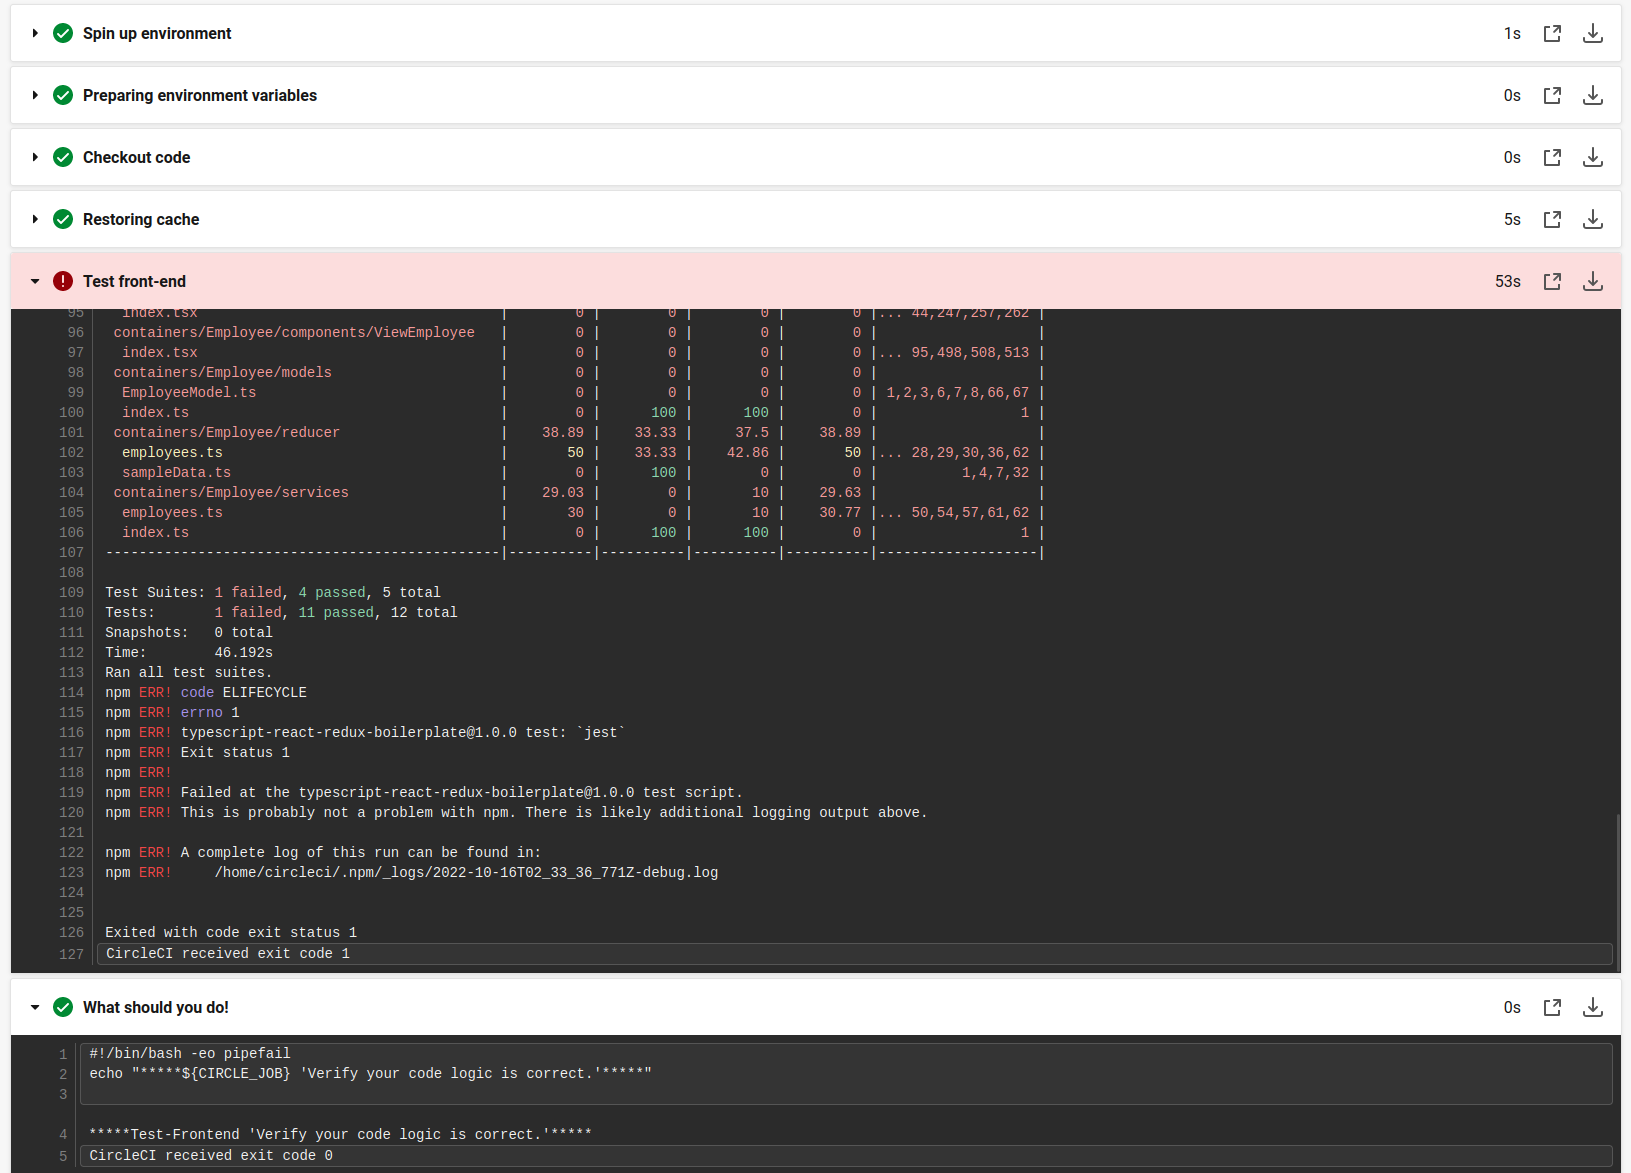 Spin up environment 1s
Preparing environment variables 0s
Checkout code 0s
Restoring cache 5s
Test front-end 53s
95 index.tsx | 0 | 0 | 0 | 0 |... 44,247,257,262 |
96 containers/Employee/components/ViewEmployee | 0 | 0 | 0 | 0 | |
97 index.tsx | 0 | 0 | 0 | 0 |... 95,498,508,513 |
98 containers/Employee/models | 0 | 0 | 0 | 0 | |
99 EmployeeModel.ts | 0 | 0 | 0 | 0 | 1,2,3,6,7,8,66,67 |
100 index.ts | 0 | 100 | 100 | 0 | 1 |
101 containers/Employee/reducer | 38.89 | 33.33 | 37.5 | 38.89 | |
102 employees.ts | 50 | 33.33 | 42.86 | 50 |... 28,29,30,36,62 |
103 sampleData.ts | 0 | 100 | 0 | 0 | 1,4,7,32 |
104 containers/Employee/services | 29.03 | 0 | 10 | 29.63 | |
105 employees.ts | 30 | 0 | 10 | 30.77 |... 50,54,57,61,62 |
106 index.ts | 0 | 100 | 100 | 0 | 1 |
107 -----------------------------------------------|----------|----------|----------|----------|-------------------|
108
109 Test Suites: 1 failed, 4 passed, 5 total
110 Tests: 1 failed, 11 passed, 12 total
111 Snapshots: 0 total
112 Time: 46.192s
113 Ran all test suites.
114 npm ERR! code ELIFECYCLE
115 npm ERR! errno 1
116 npm ERR! typescript-react-redux-boilerplate@1.0.0 test: `jest`
117 npm ERR! Exit status 1
118 npm ERR!
119 npm ERR! Failed at the typescript-react-redux-boilerplate@1.0.0 test script.
120 npm ERR! This is probably not a problem with npm. There is likely additional logging output above.
121
122 npm ERR! A complete log of this run can be found in:
123 npm ERR! /home/circleci/.npm/_logs/2022-10-16T02_33_36_771Z-debug.log
124
125
126 Exited with code exit status 1
127 CircleCI received exit code 1
What should you do! 0s
1 #!/bin/bash -eo pipefail
2 echo "*****${CIRCLE_JOB} 'Verify your code logic is correct.'*****"
3
4 *****Test-Frontend 'Verify your code logic is correct.'*****
5 CircleCI received exit code 0